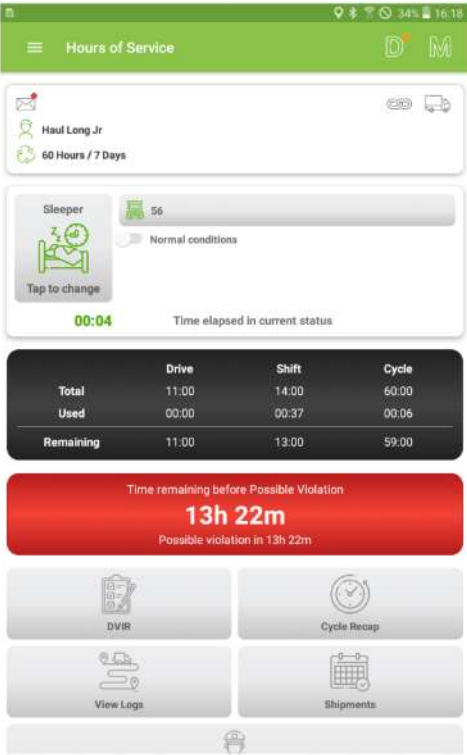 34% 16:18
Hours of Service D M
Haul Long Jr
60 Hours / 7 Days
Sleeper
56
Normal conditions
Tap to change
00:04 Time elapsed in current status
Drive Shift Cycle
Total 11:00 14:00 60:00
Used 00:00 00:37 00:06
Remaining 11:00 13:00 59:00
Time remaining before Possible Violation
13h 22m
Possible violation in 13h 22m
DVIR Cycle Recap
View Logs Shipments